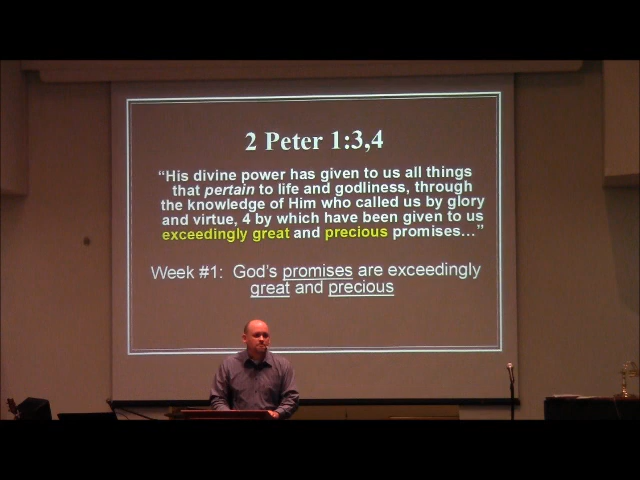 2 Peter 1:3,4
“His divine power has given to us all things
that pertain to life and godliness, through
the knowledge of Him who called us by glory
and virtue, 4 by which have been given to us
exceedingly great and precious promises…”
Week #1: God’s promises are exceedingly
great and precious